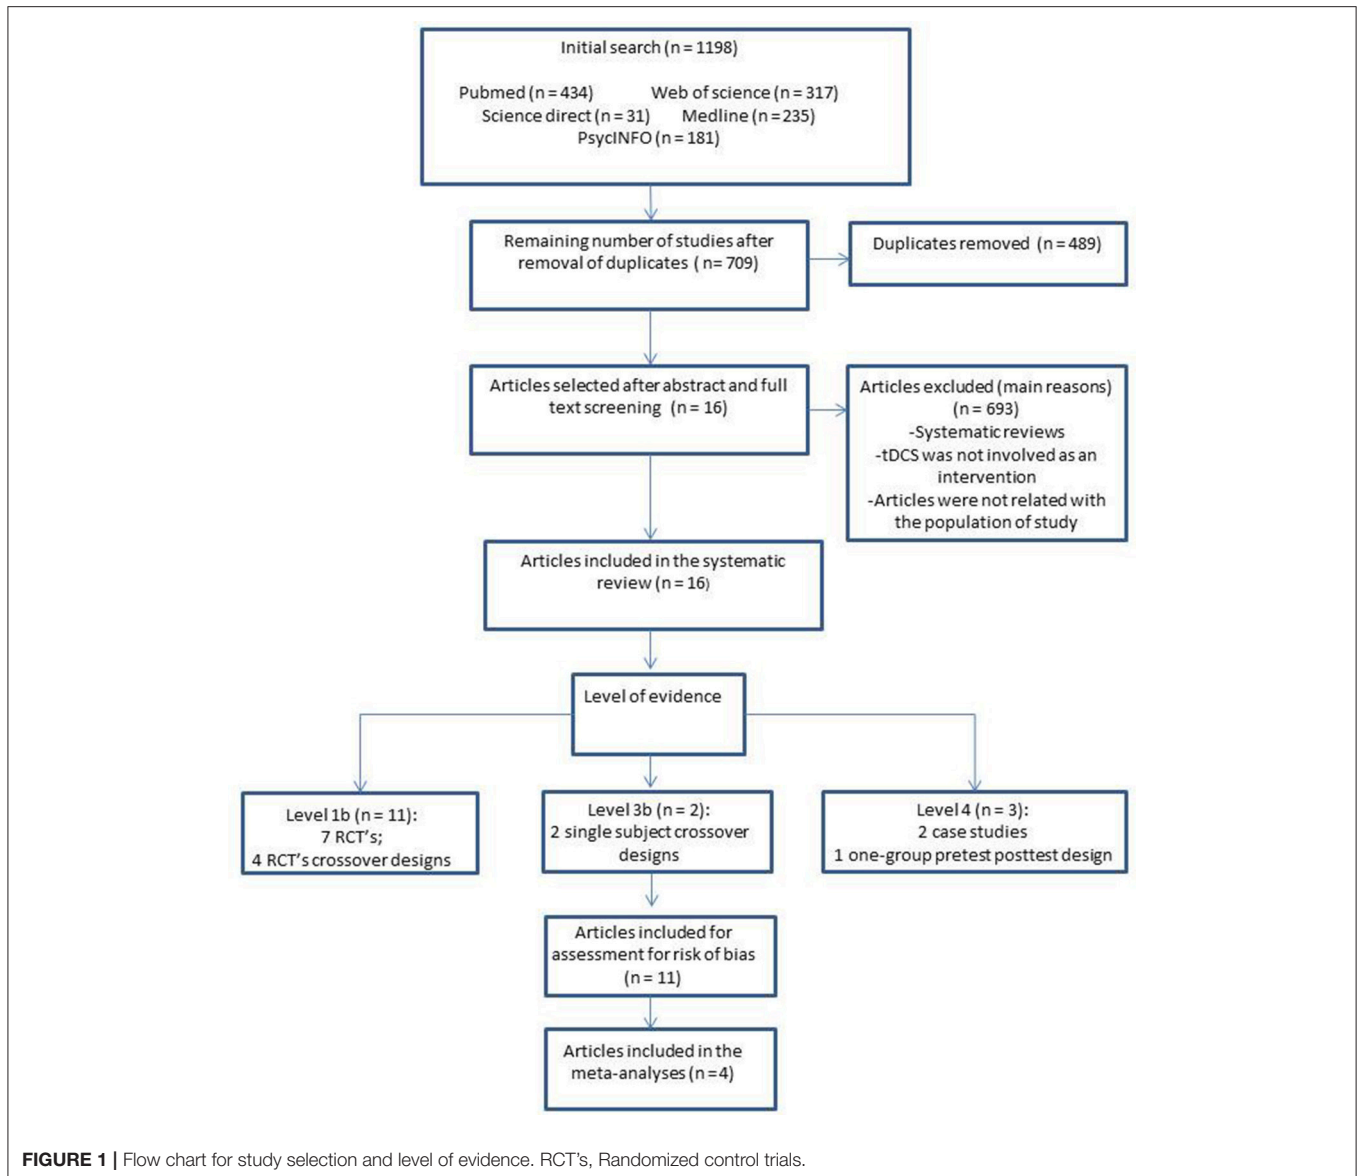 Initial search (n = 1198)
Pubmed (n = 434) Web of science (n = 317)
Science direct (n = 31) Medline (n = 235)
PsycINFO (n = 181)
Remaining number of studies after
removal of duplicates ( n= 709)
Duplicates removed (n = 489)
Articles selected after abstract and full
text screening (n = 16)
Articles excluded (main reasons)
(n = 693)
-Systematic reviews
-tDCS was not involved as an
intervention
-Articles were not related with
the population of study
Articles included in the systematic
review (n = 16)
Level of evidence
Level 1b (n = 11):
7 RCT's;
4 RCT's crossover designs
Level 3b (n = 2):
2 single subject crossover
designs
Level 4 (n = 3):
2 case studies
1 one-group pretest posttest design
Articles included for
assessment for risk of bias
(n = 11)
Articles included in the
meta-analyses (n = 4)
FIGURE 1 | Flow chart for study selection and level of evidence. RCT's, Randomized control trials.